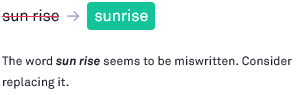 sun rise → sunrise
The word sun rise seems to be miswritten. Consider
replacing it.